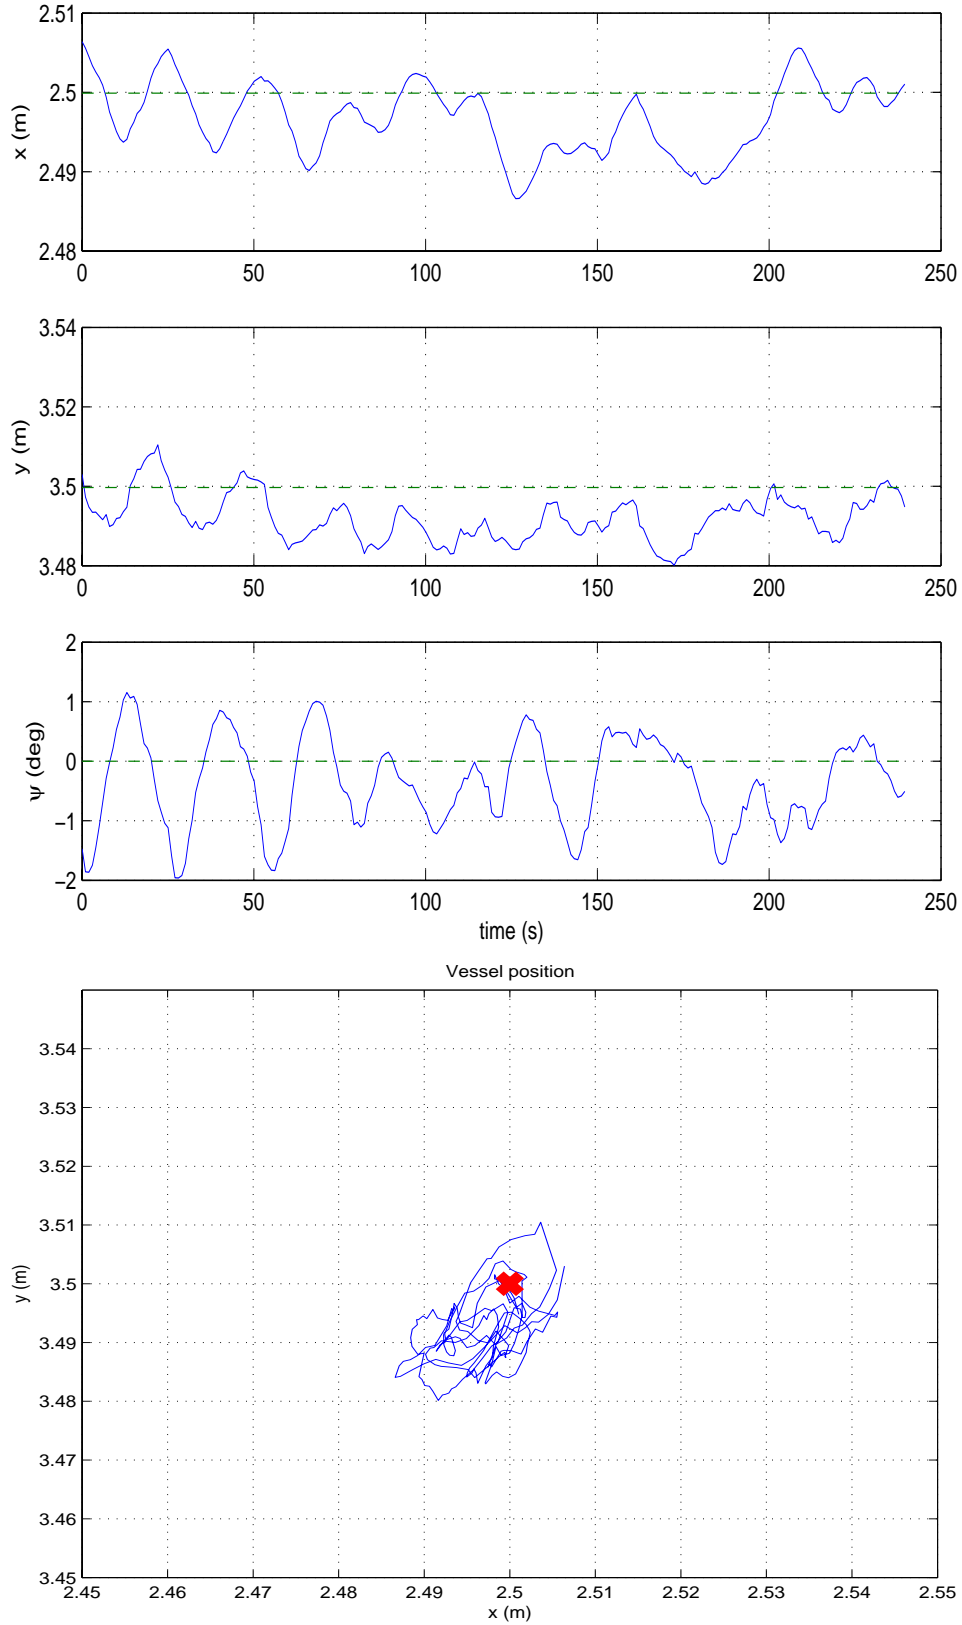 2.51
2.5
2.49
2.48
x (m)
0 50 100 150 200 250
3.54
3.52
3.5
3.48
y (m)
0 50 100 150 200 250
2
1
0
−1
−2
ψ (deg)
0 50 100 150 200 250
time (s)
Vessel position
3.54
3.53
3.52
3.51
3.5
3.49
3.48
3.47
3.46
3.45
y (m)
2.45 2.46 2.47 2.48 2.49 2.5 2.51 2.52 2.53 2.54 2.55
x (m)